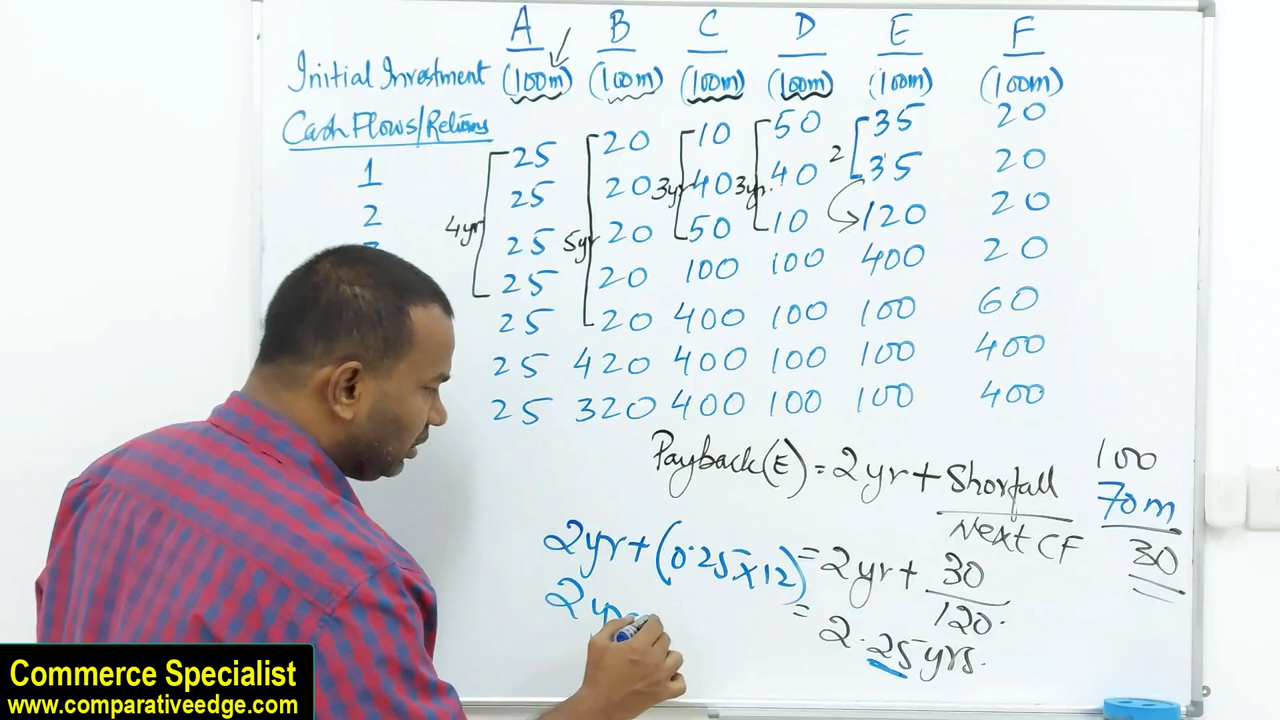 A B C D E F
Initial Investment (100m) (100m) (100m) (100m) (100m) (100m)
Cash Flows/Returns
1 25 20 10 50 35 20
2 25 20 40 40 35 20
25 20 50 10 120 20
25 20 100 100 400 20
25 20 400 100 100 60
25 420 400 100 100 400
25 320 400 100 100 400
4yr 5yr 3yr 3yr. 2
Payback(E) = 2yr + Shorfall
Next CF
100
70m
30
2yr + (0.25 x 12) = 2yr + 30
120.
2yr
= 2.25yrs.
Commerce Specialist
www.comparativeedge.com